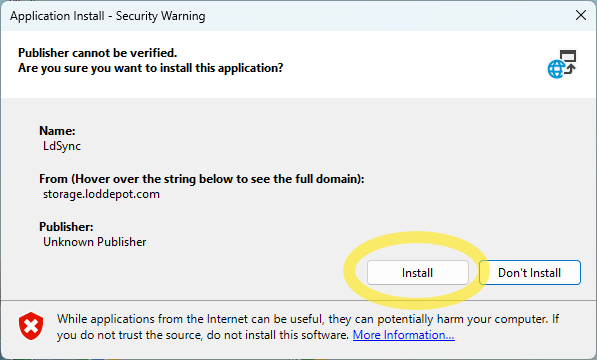 Application Install - Security Warning
Publisher cannot be verified.
Are you sure you want to install this application?
Name:
LdSync
From (Hover over the string below to see the full domain):
storage.loddepot.com
Publisher:
Unknown Publisher
Install
Don't Install
While applications from the Internet can be useful, they can potentially harm your computer. If
you do not trust the source, do not install this software. More Information...